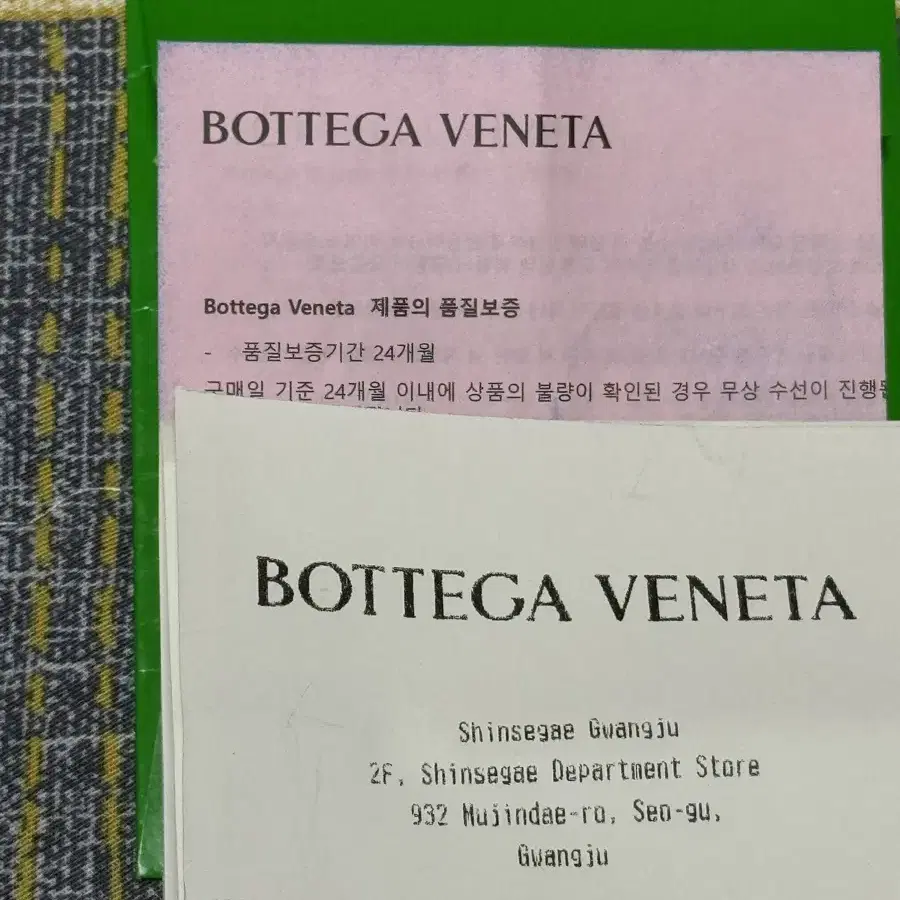 BOTTEGA VENETA
Bottega Veneta 제품의 품질보증
- 품질보증기간 24개월
구매일 기준 24개월 이내에 상품의 불량이 확인된 경우 무상 수선이 진행
BOTTEGA VENETA
Shinsegae Gwangju
2F, Shinsegae Department Store
932 Mujindae-ro, Seo-gu,
Gwangju